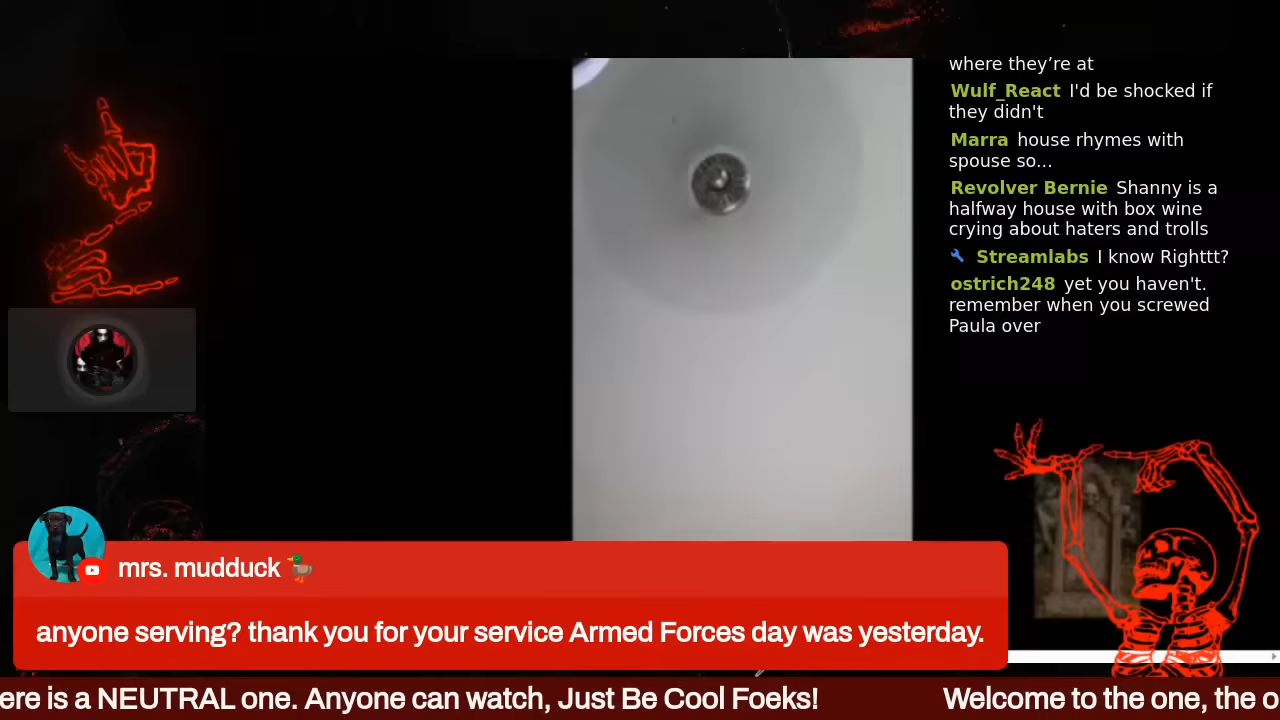 where they’re at
Wulf_React I'd be shocked if
they didn't
Marra house rhymes with
spouse so...
Revolver Bernie Shanny is a
halfway house with box wine
crying about haters and trolls
Streamlabs I know Righttt?
ostrich248 yet you haven't.
remember when you screwed
Paula over
mrs. mudduck 🦆
anyone serving? thank you for your service Armed Forces day was yesterday.
ere is a NEUTRAL one. Anyone can watch, Just Be Cool Foeks! Welcome to the one, the o